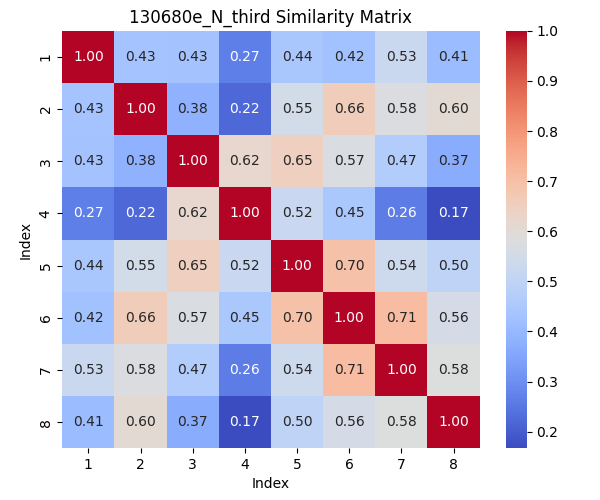 130680e_N_third Similarity Matrix
1 1.00 0.43 0.43 0.27 0.44 0.42 0.53 0.41
2 0.43 1.00 0.38 0.22 0.55 0.66 0.58 0.60
3 0.43 0.38 1.00 0.62 0.65 0.57 0.47 0.37
4 0.27 0.22 0.62 1.00 0.52 0.45 0.26 0.17
5 0.44 0.55 0.65 0.52 1.00 0.70 0.54 0.50
6 0.42 0.66 0.57 0.45 0.70 1.00 0.71 0.56
7 0.53 0.58 0.47 0.26 0.54 0.71 1.00 0.58
8 0.41 0.60 0.37 0.17 0.50 0.56 0.58 1.00
1 2 3 4 5 6 7 8
Index
Index
1.0
0.9
0.8
0.7
0.6
0.5
0.4
0.3
0.2